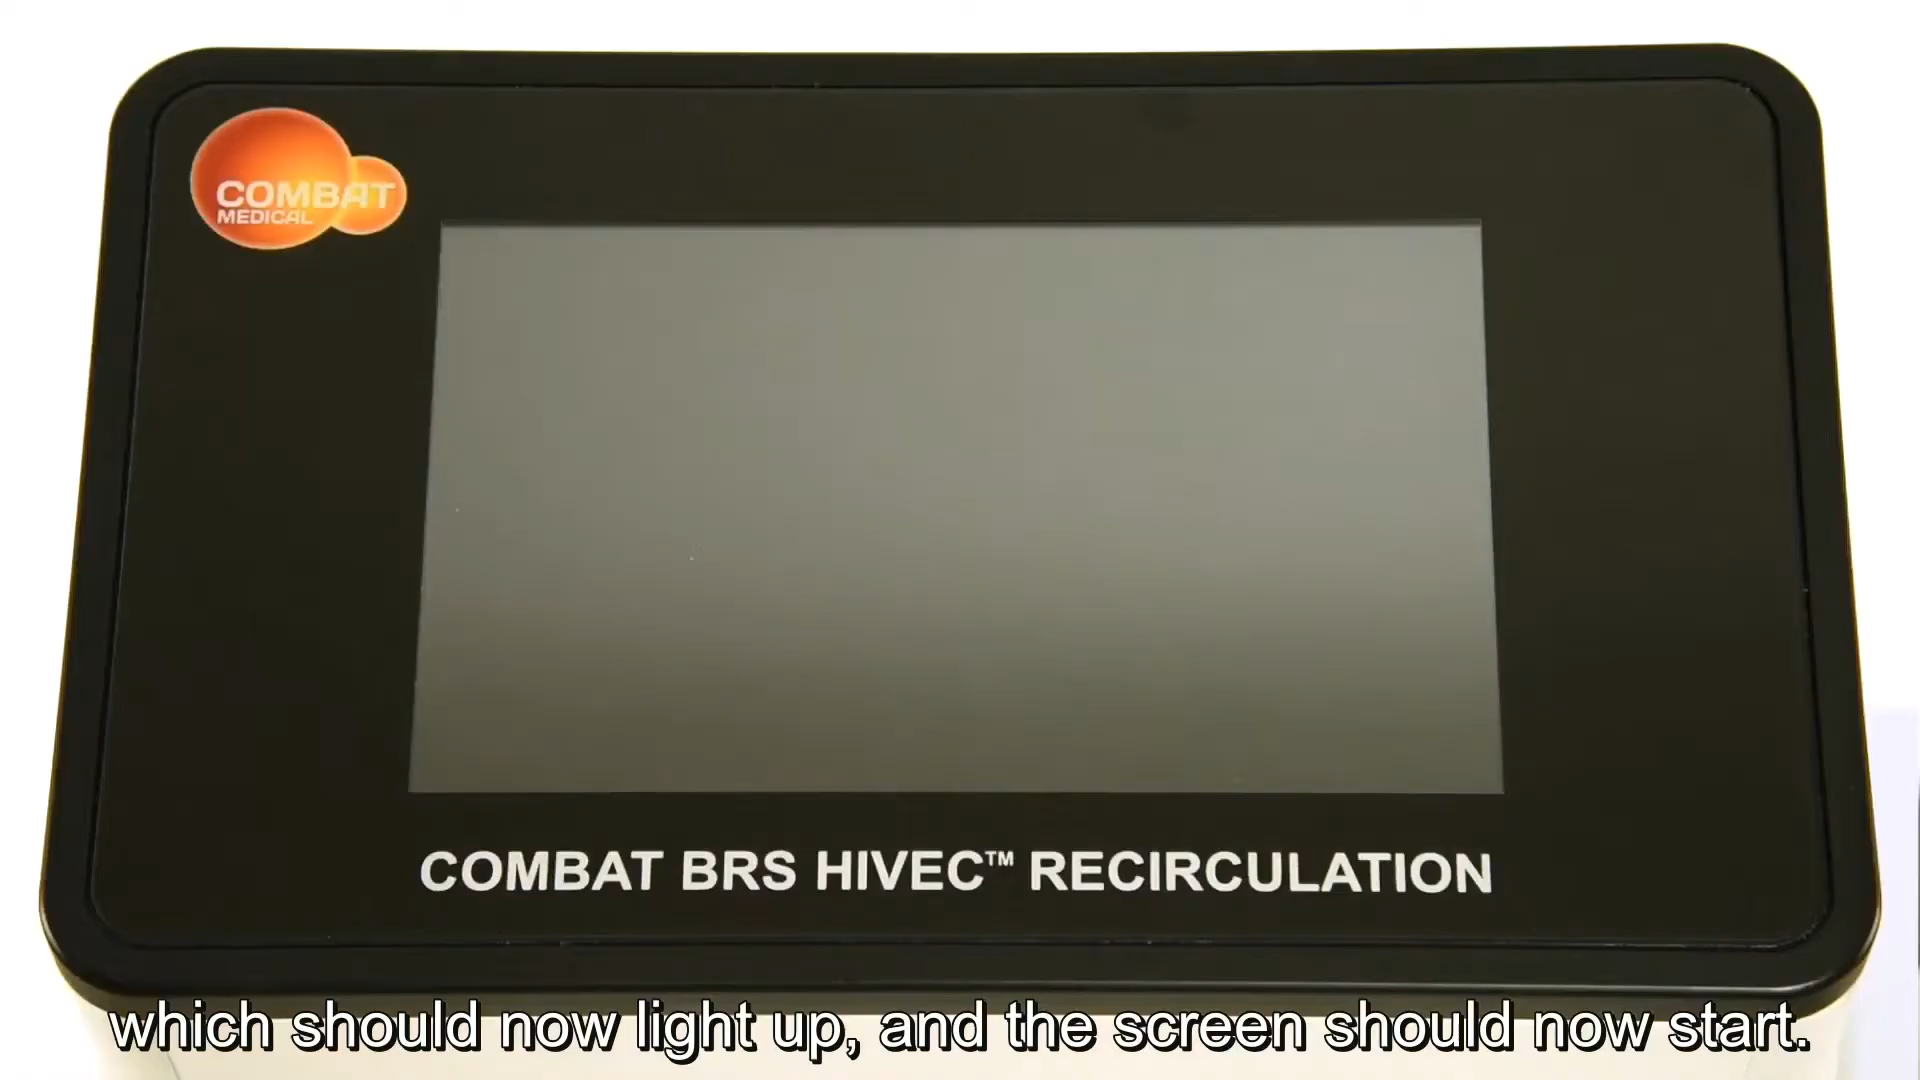 COMBAT
MEDICAL
COMBAT BRS HIVEC™ RECIRCULATION
which should now light up, and the screen should now start.